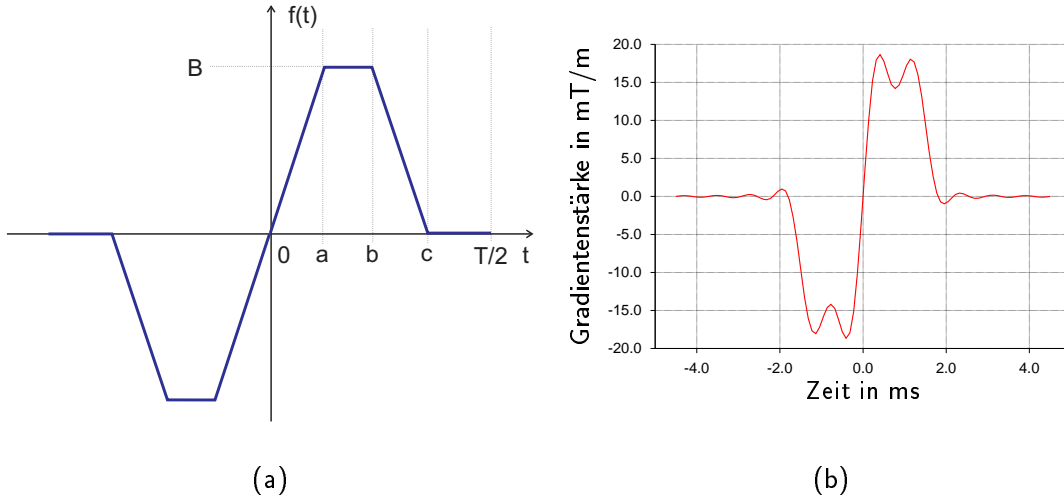 f(t)
B
0 a b c T/2 t
(a)
Gradientenstärke in mT/m
20.0
15.0
10.0
5.0
0.0
-5.0
-10.0
-15.0
-20.0
-4.0 -2.0 0.0 2.0 4.0
Zeit in ms
(b)